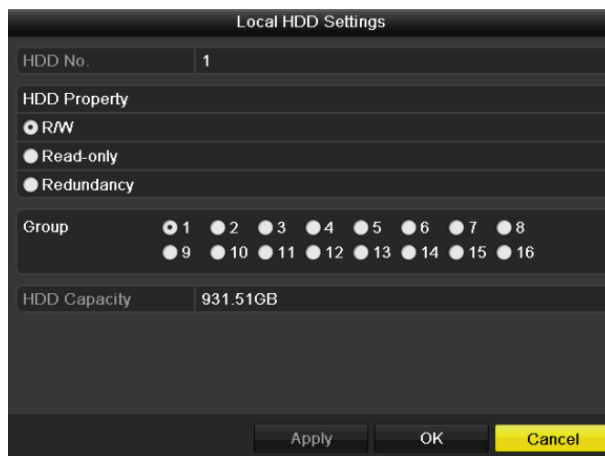 Local HDD Settings
HDD No. 1
HDD Property
R/W
Read-only
Redundancy
Group 1 2 3 4 5 6 7 8
9 10 11 12 13 14 15 16
HDD Capacity 931.51GB
Apply OK Cancel